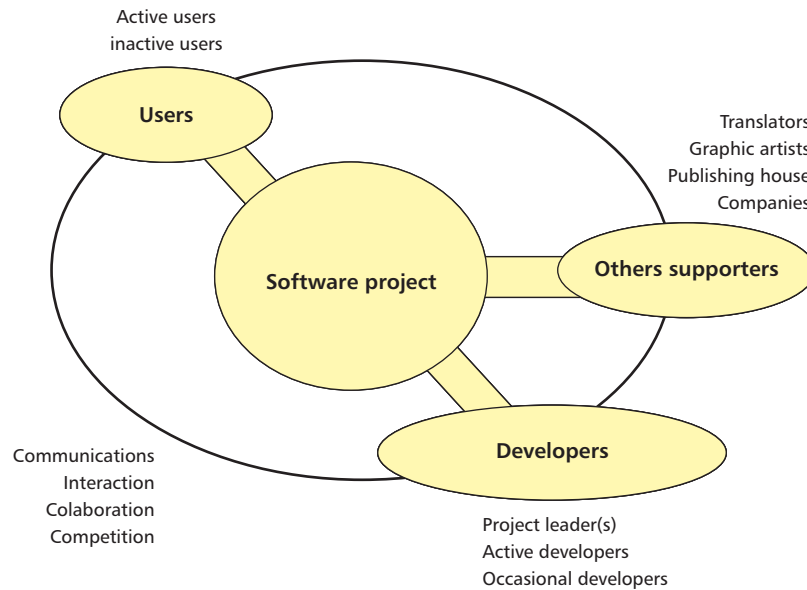 Active users
inactive users
Users
Translators
Graphic artists
Publishing house
Companies
Software project
Others supporters
Developers
Communications
Interaction
Colaboration
Competition
Project leader(s)
Active developers
Occasional developers